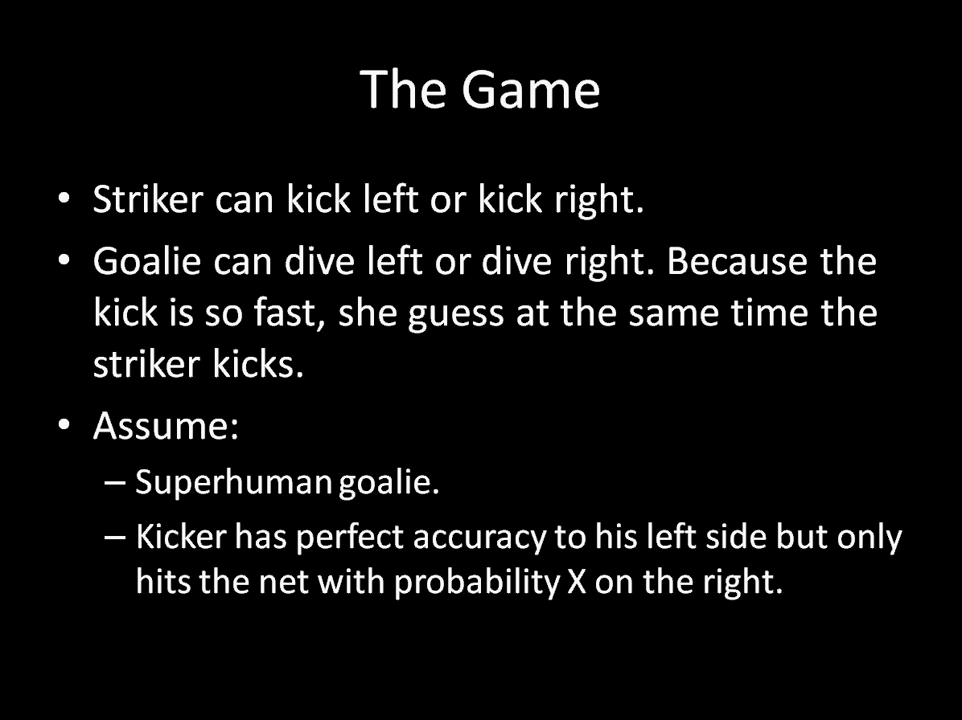 The Game
• Striker can kick left or kick right.
• Goalie can dive left or dive right. Because the
kick is so fast, she guess at the same time the
striker kicks.
• Assume:
– Superhuman goalie.
– Kicker has perfect accuracy to his left side but only
hits the net with probability X on the right.